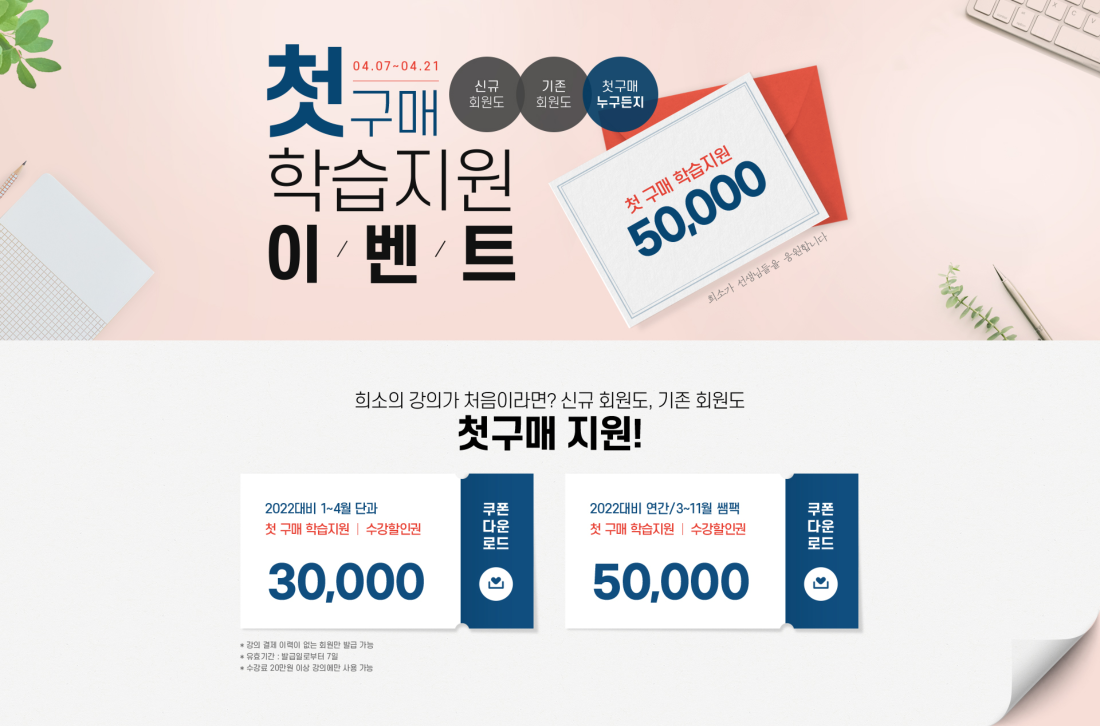 04.07~04.21
첫구매
학습지원
이/벤/트
신규
회원도
기존
회원도
첫구매
누구든지
첫 구매 학습지원
50,000
희소가 선생님들을 응원합니다
희소의 강의가 처음이라면? 신규 회원도, 기존 회원도
첫구매 지원!
2022대비 1~4월 단과
첫 구매 학습지원 | 수강할인권
30,000
쿠폰
다운
로드
2022대비 연간/3~11월 쌤팩
첫 구매 학습지원 | 수강할인권
50,000
쿠폰
다운
로드
* 강의 결제 이력이 없는 회원만 발급 가능
* 유효기간 : 발급일로부터 7일
* 수강료 20만원 이상 강의에만 사용 가능